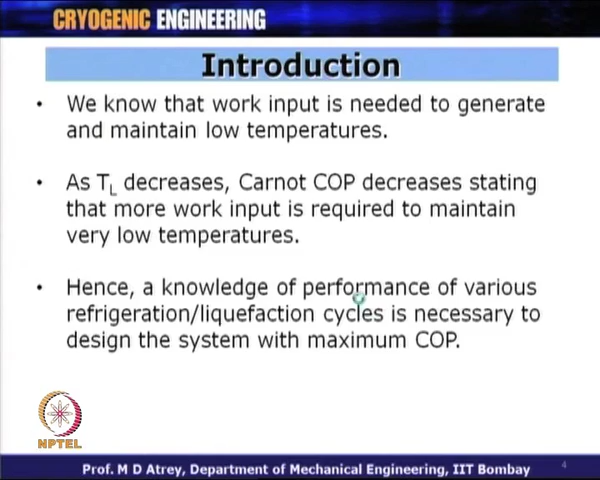 CRYOGENIC ENGINEERING
Introduction
• We know that work input is needed to generate
and maintain low temperatures.
• As TL decreases, Carnot COP decreases stating
that more work input is required to maintain
very low temperatures.
• Hence, a knowledge of performance of various
refrigeration/liquefaction cycles is necessary to
design the system with maximum COP.
NPTEL
Prof. M D Atrey, Department of Mechanical Engineering, IIT Bombay
4